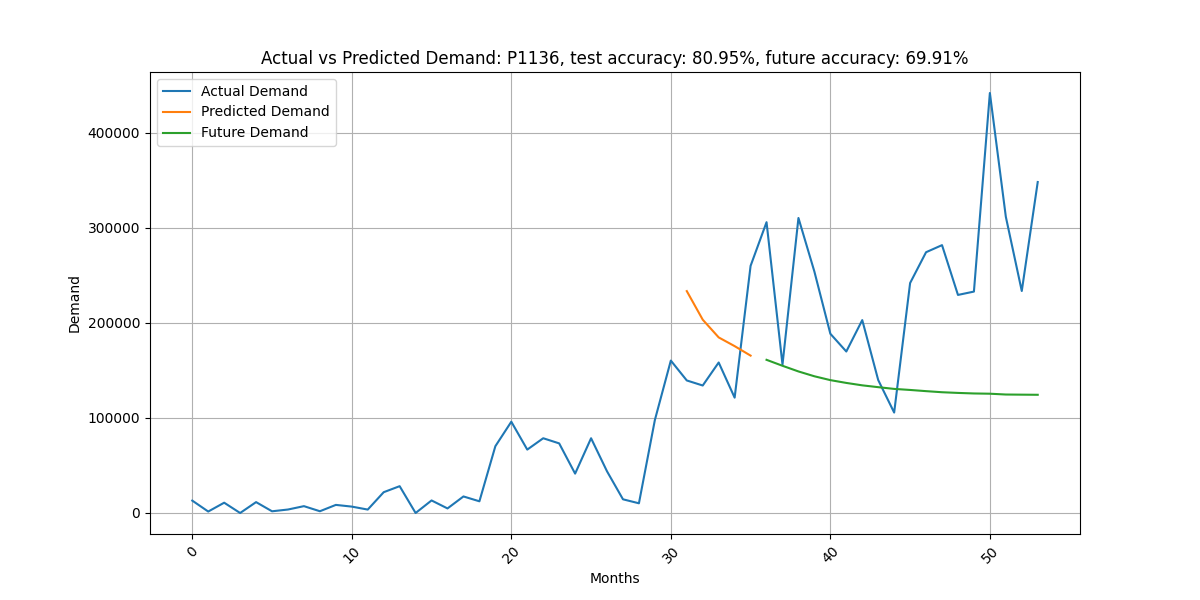 Actual vs Predicted Demand: P1136, test accuracy: 80.95%, future accuracy: 69.91%
Actual Demand
Predicted Demand
Future Demand
400000
300000
200000
100000
0
Demand
0
10
20
30
40
50
Months